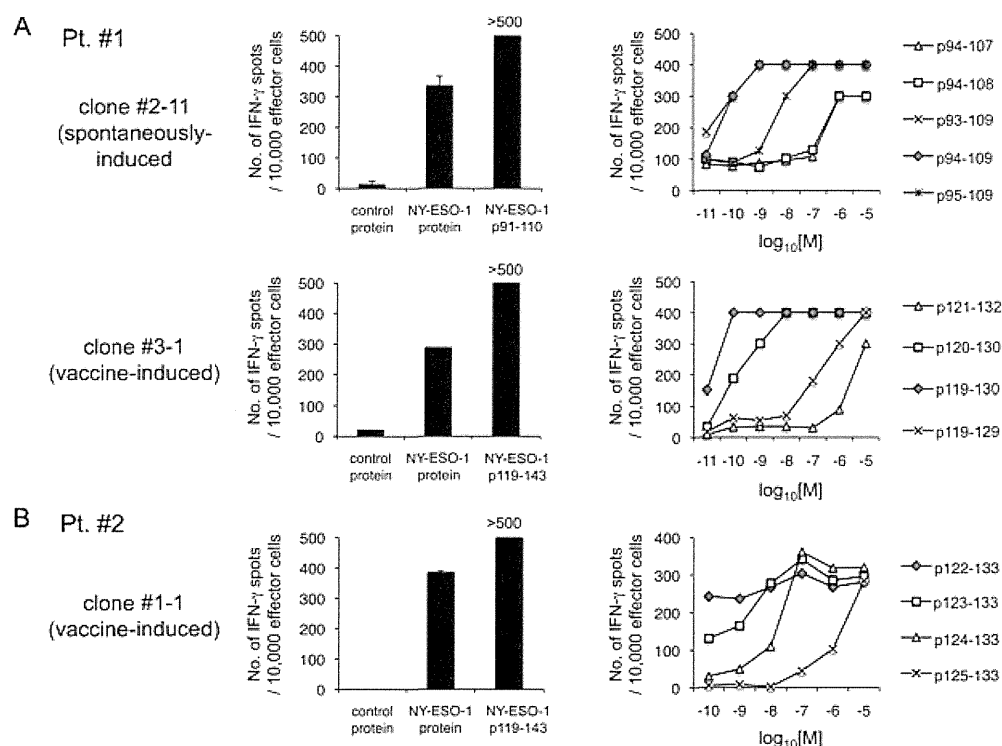 A
Pt. #1
clone #2-11
(spontaneously-
induced
No. of IFN-γ spots
/ 10,000 effector cells
500
400
300
200
100
0
>500
control
protein
NY-ESO-1
protein
NY-ESO-1
p91-110
No. of IFN-γ spots
/ 10,000 effector cells
500
400
300
200
100
0
-11 -10 -9 -8 -7 -6 -5
log10[M]
p94-107
p94-108
p93-109
p94-109
p95-109
clone #3-1
(vaccine-induced)
No. of IFN-γ spots
/ 10,000 effector cells
500
400
300
200
100
0
>500
control
protein
NY-ESO-1
protein
NY-ESO-1
p119-143
No. of IFN-γ spots
/ 10,000 effector cells
500
400
300
200
100
0
-11 -10 -9 -8 -7 -6 -5
log10[M]
p121-132
p120-130
p119-130
p119-129
B
Pt. #2
clone #1-1
(vaccine-induced)
No. of IFN-γ spots
/ 10,000 effector cells
500
400
300
200
100
0
>500
control
protein
NY-ESO-1
protein
NY-ESO-1
p119-143
No. of IFN-γ spots
/ 10,000 effector cells
400
300
200
100
0
-10 -9 -8 -7 -6 -5
log10[M]
p122-133
p123-133
p124-133
p125-133